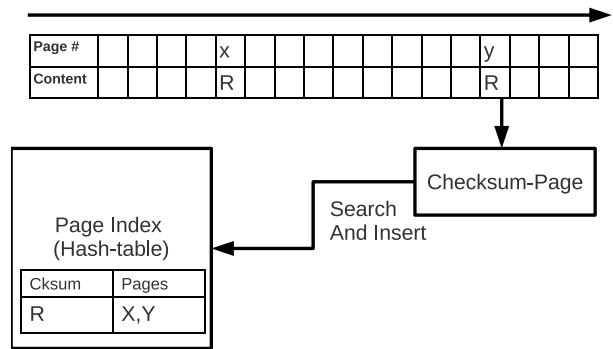 Page # x y
Content R R
Checksum-Page
Search
And Insert
Page Index
(Hash-table)
Cksum Pages
R X,Y